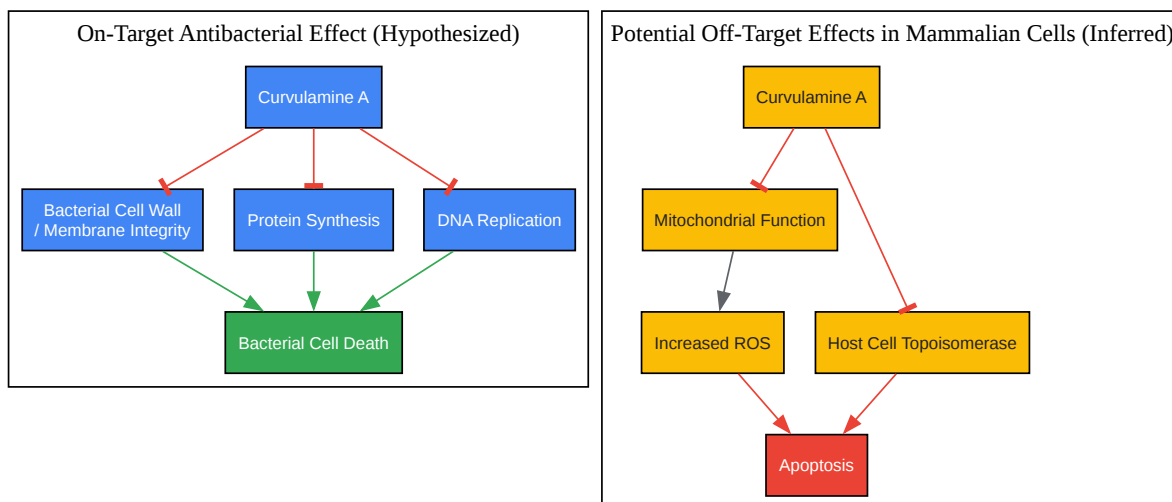 On-Target Antibacterial Effect (Hypothesized)
Curvulamine A
Bacterial Cell Wall
/ Membrane Integrity
Protein Synthesis
DNA Replication
Bacterial Cell Death
Potential Off-Target Effects in Mammalian Cells (Inferred)
Curvulamine A
Mitochondrial Function
Increased ROS
Host Cell Topoisomerase
Apoptosis